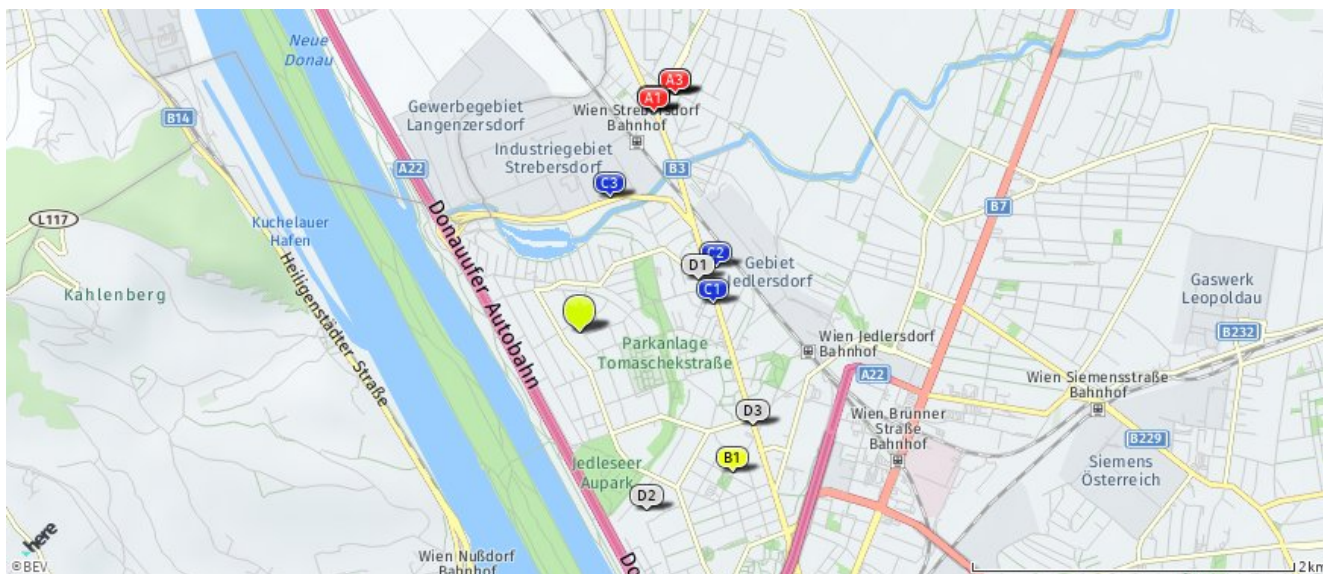 Neue
Donau
A3
A1
Gewerbegebiet
Langenzersdorf
Wien Strebersdorf
Bahnhof
B14
Industriegebiet
Strebersdorf
A22
B3
C3
B7
L117
Kuchelauer
Hafen
Donauufer Autobahn
C2
D1
Gebiet
Jedlersdorf
C1
Gaswerk
Leopoldau
Kahlenberg
Heiligenstädter Straße
B232
Parkanlage
Tomaschekstraße
Wien Jedlersdorf
Bahnhof
A22
Wien Siemensstraße
Bahnhof
D3
Wien Brünner
Straße
Bahnhof
B229
B1
Jedleseer
Aupark
Siemens
Österreich
D2
here
Wien Nußdorf
Bahnhof
Do
©BEV
2km